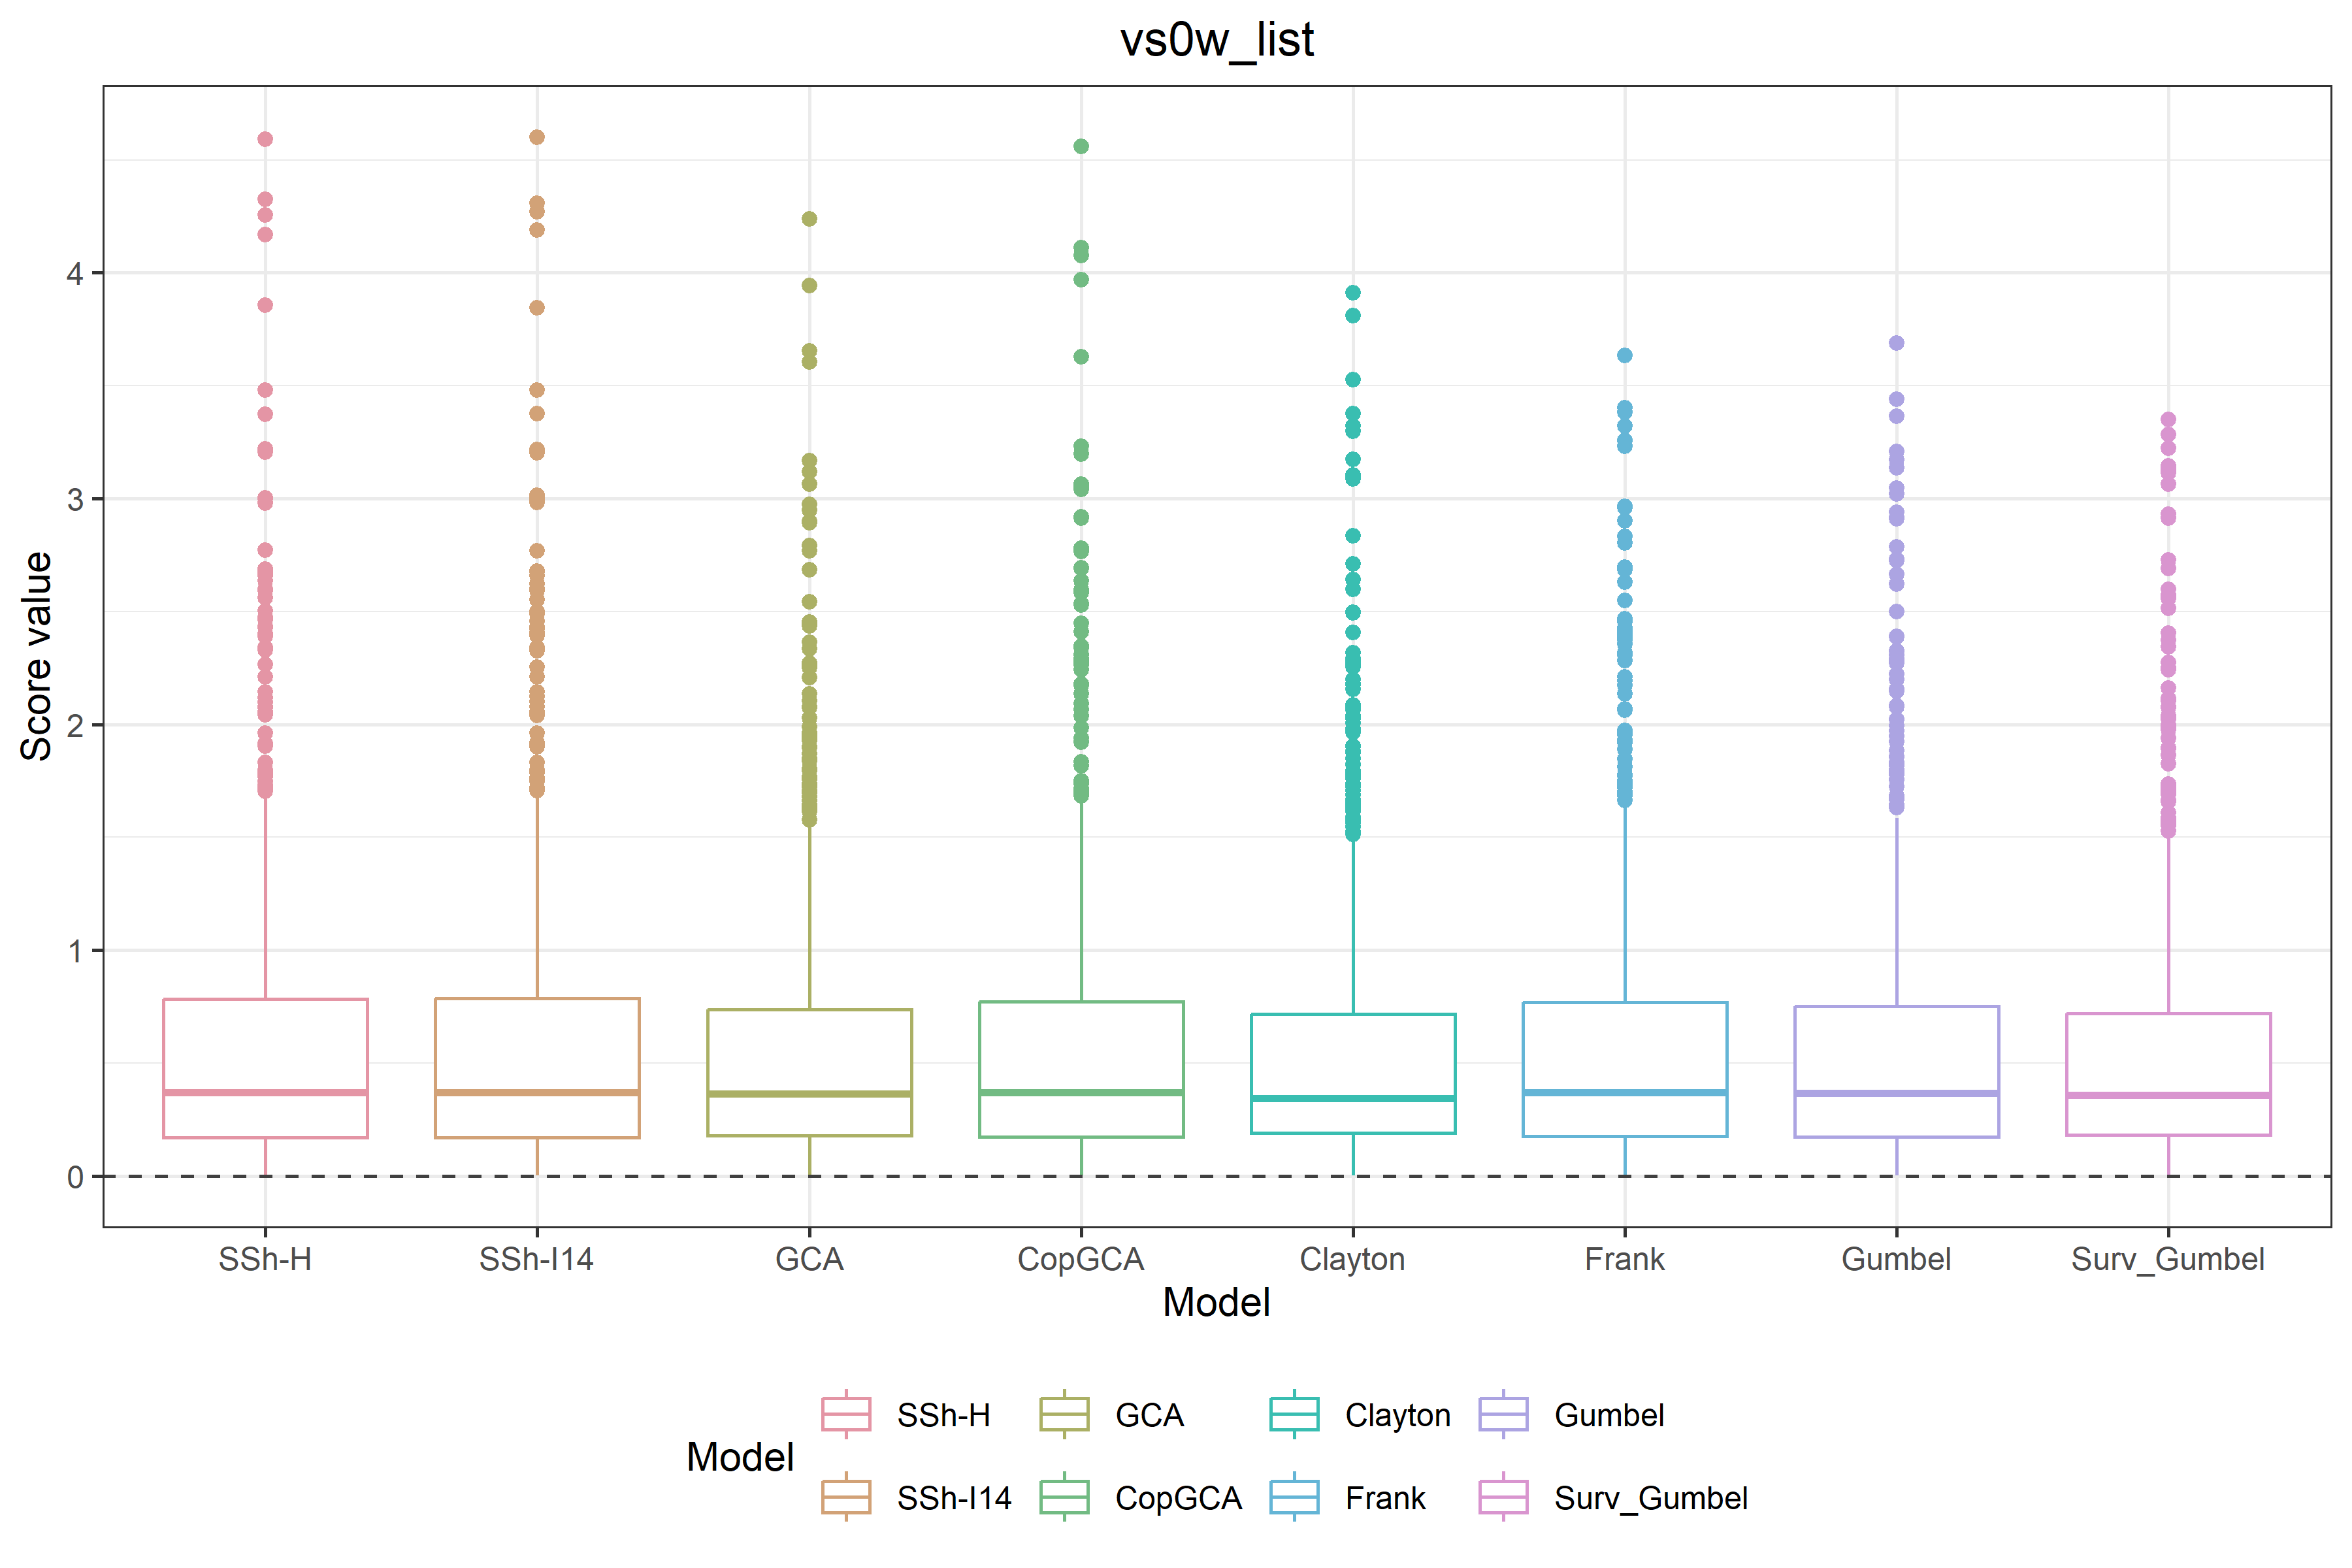 vs0w_list
Score value
4
3
2
1
0
SSh-H SSh-I14 GCA CopGCA Clayton Frank Gumbel Surv_Gumbel
Model
Model
SSh-H GCA Clayton Gumbel
SSh-I14 CopGCA Frank Surv_Gumbel